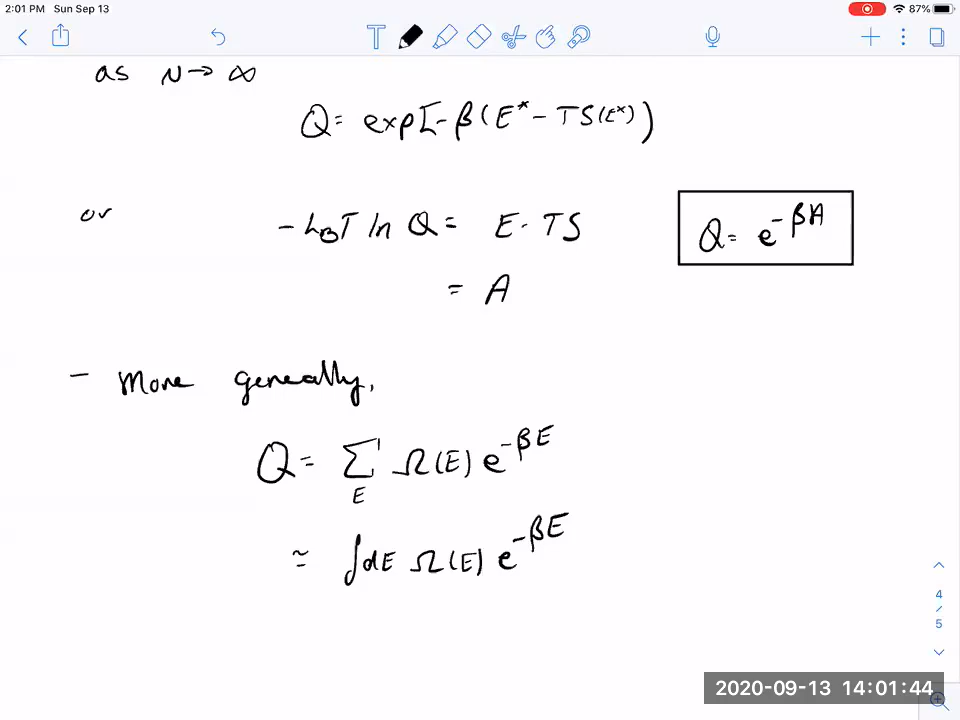 2:01 PM Sun Sep 13 87%
as N → ∞
Q = exp[-β(E* - TS(E*))
or -k_BT ln Q = E - TS Q = e^{-βA}
= A
- More generally,
Q = Σ_E Ω(E) e^{-βE}
≈ ∫dE Ω(E) e^{-βE}
4
/
5
2020-09-13 14:01:44